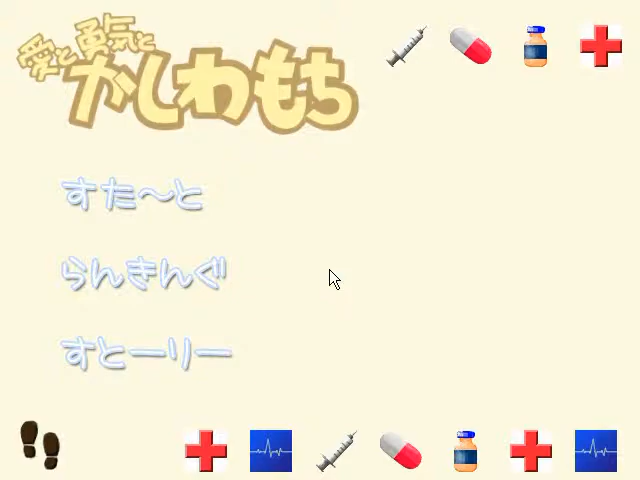 愛と勇気と
かしわもち
すた〜と
らんきんぐ
すとーりー